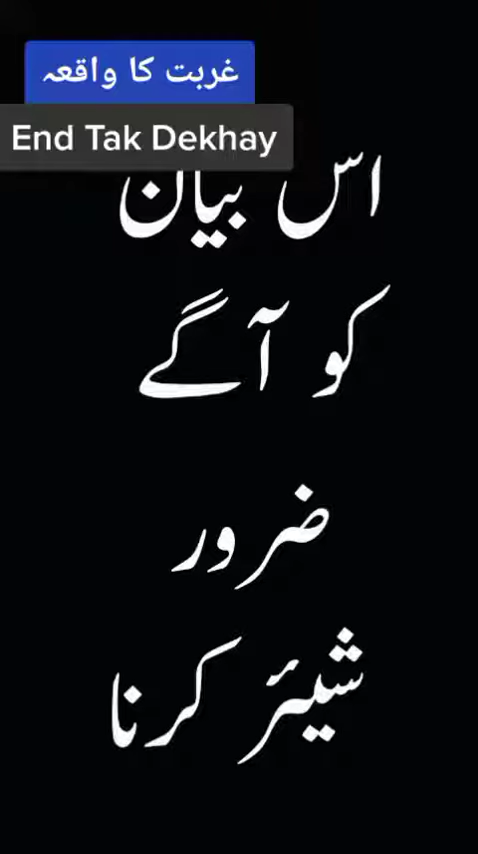 غربت کا واقعہ
End Tak Dekhay
اس بیان
کو آگے
ضرور
شیئر کرنا